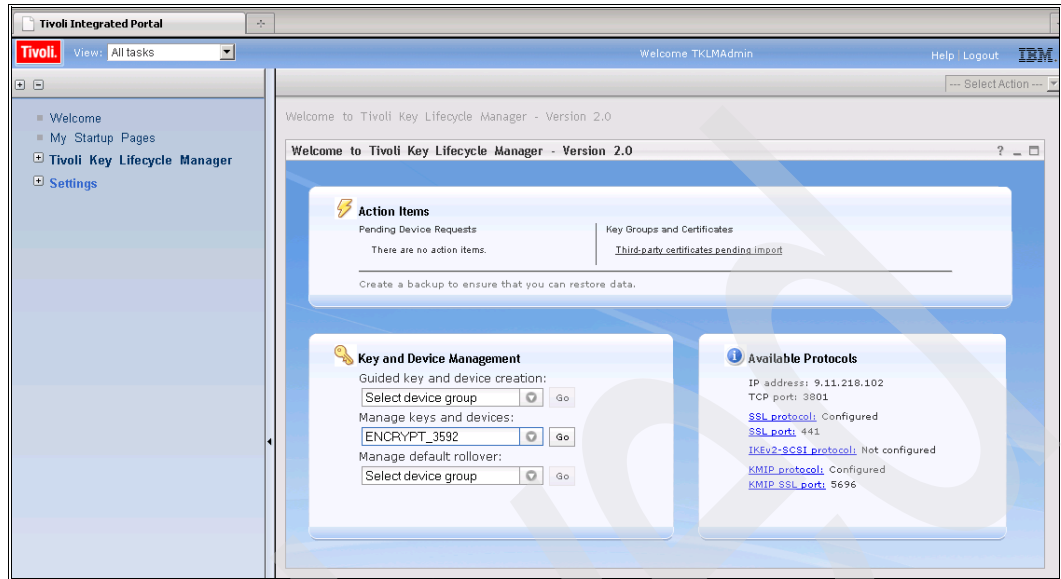 Tivoli Integrated Portal
Tivoli. View: All tasks Welcome TKLMAdmin Help | Logout IBM.
--- Select Action ---
Welcome
My Startup Pages
Tivoli Key Lifecycle Manager
Settings
Welcome to Tivoli Key Lifecycle Manager - Version 2.0
Welcome to Tivoli Key Lifecycle Manager - Version 2.0
Action Items
Pending Device Requests
There are no action items.
Key Groups and Certificates
Third-party certificates pending import
Create a backup to ensure that you can restore data.
Key and Device Management
Guided key and device creation:
Select device group Go
Manage keys and devices:
ENCRYPT_3592 Go
Manage default rollover:
Select device group Go
Available Protocols
IP address: 9.11.218.102
TCP port: 3801
SSL protocol: Configured
SSL port: 441
IKEv2-SCSI protocol: Not configured
KMIP protocol: Configured
KMIP SSL port: 5696